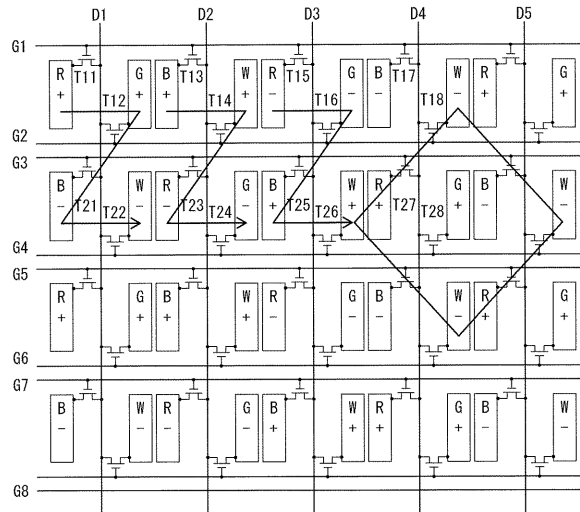 D1 D2 D3 D4 D5
G1
R G B W R G B W R G
T11 T13 T15 T17
+ + + + - - - - + +
T12 T14 T16 T18
G2
G3
B W R G B W R G B W
- - - - + + + + - -
T21 T22 T23 T24 T25 T26 T27 T28
G4
G5
R G B W R G B W R G
+ + + + - - - - + +
G6
G7
B W R G B W R G B W
- - - - + + + + - -
G8